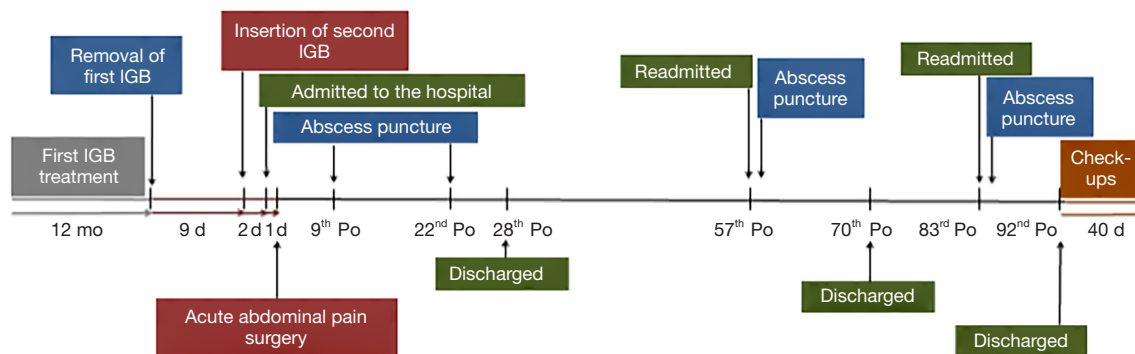 Insertion of second
IGB
Removal of
first IGB
Readmitted
Abscess
puncture
Readmitted
Abscess
puncture
Admitted to the hospital
Abscess puncture
First IGB
treatment
Check-
ups
12 mo
9 d
2 d
1 d
9th Po
22nd Po
28th Po
57th Po
70th Po
83rd Po
92nd Po
40 d
Discharged
Discharged
Discharged
Acute abdominal pain
surgery